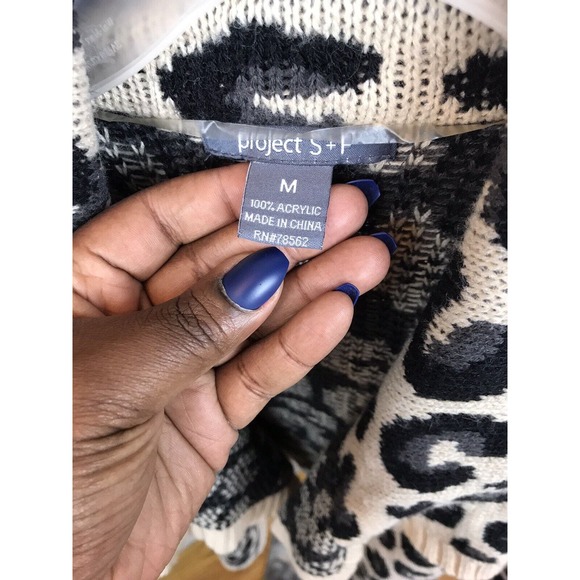 project S + F
M
100% ACRYLIC
MADE IN CHINA
RN#78562